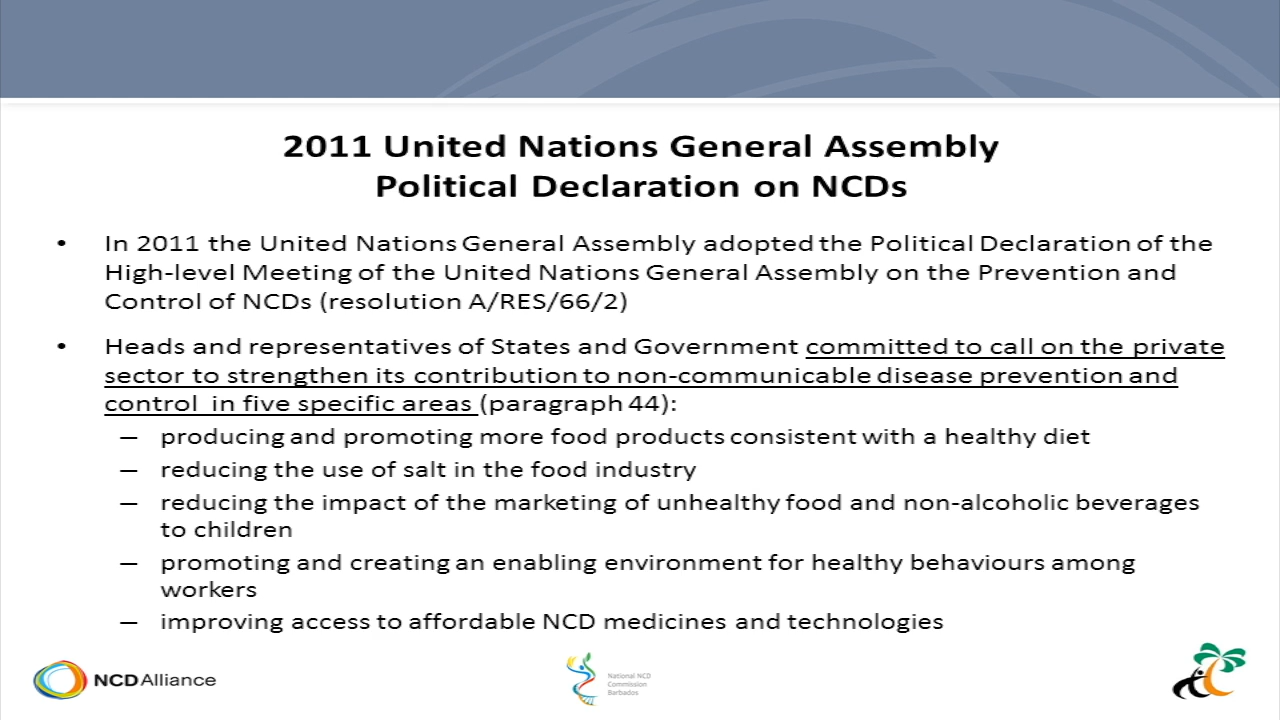 2011 United Nations General Assembly
Political Declaration on NCDs
• In 2011 the United Nations General Assembly adopted the Political Declaration of the
High-level Meeting of the United Nations General Assembly on the Prevention and
Control of NCDs (resolution A/RES/66/2)
• Heads and representatives of States and Government committed to call on the private
sector to strengthen its contribution to non-communicable disease prevention and
control in five specific areas (paragraph 44):
– producing and promoting more food products consistent with a healthy diet
– reducing the use of salt in the food industry
– reducing the impact of the marketing of unhealthy food and non-alcoholic beverages
to children
– promoting and creating an enabling environment for healthy behaviours among
workers
– improving access to affordable NCD medicines and technologies
NCD Alliance
National NCD
Commission
Barbados